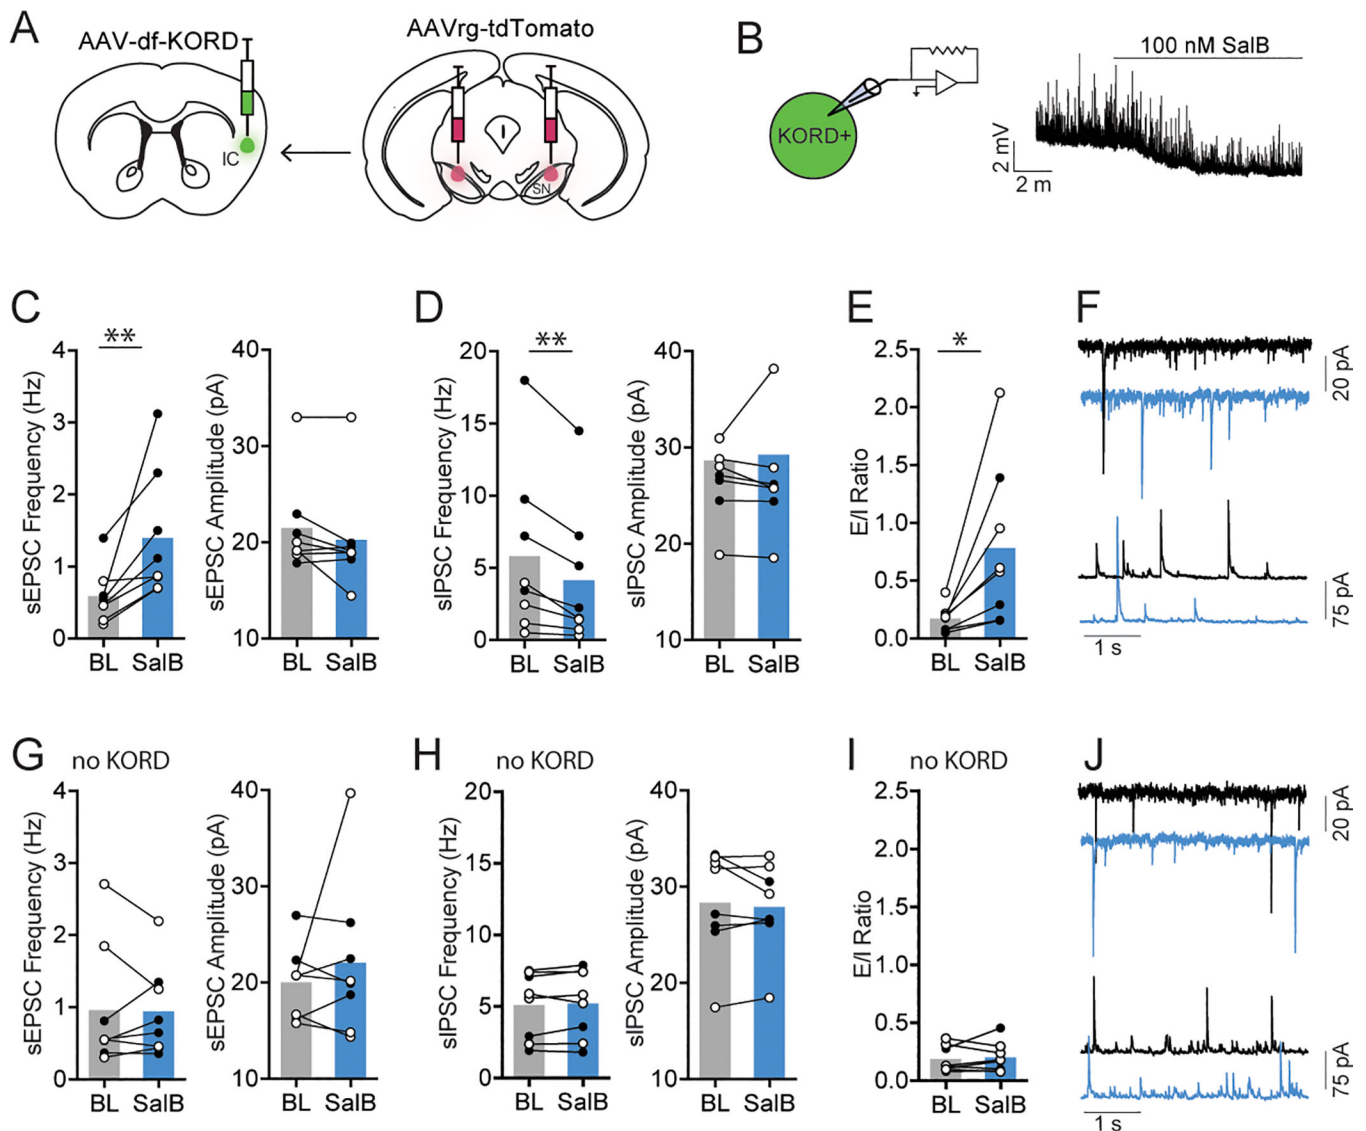 A
AAV-df-KORD
IC
AAVrg-tdTomato
SN
B
KORD+
100 nM SalB
2 mV
2 m
C
**
sEPSC Frequency (Hz)
4
3
2
1
0
BL SalB
sEPSC Amplitude (pA)
40
30
20
10
BL SalB
D
**
sIPSC Frequency (Hz)
20
15
10
5
0
BL SalB
sIPSC Amplitude (pA)
40
30
20
10
BL SalB
E
*
E/I Ratio
2.5
2.0
1.5
1.0
0.5
0.0
BL SalB
F
20 pA
75 pA
1 s
G no KORD
sEPSC Frequency (Hz)
4
3
2
1
0
BL SalB
sEPSC Amplitude (pA)
40
30
20
10
BL SalB
H no KORD
sIPSC Frequency (Hz)
20
15
10
5
0
BL SalB
sIPSC Amplitude (pA)
40
30
20
10
BL SalB
I no KORD
E/I Ratio
2.5
2.0
1.5
1.0
0.5
0.0
BL SalB
J
20 pA
75 pA
1 s